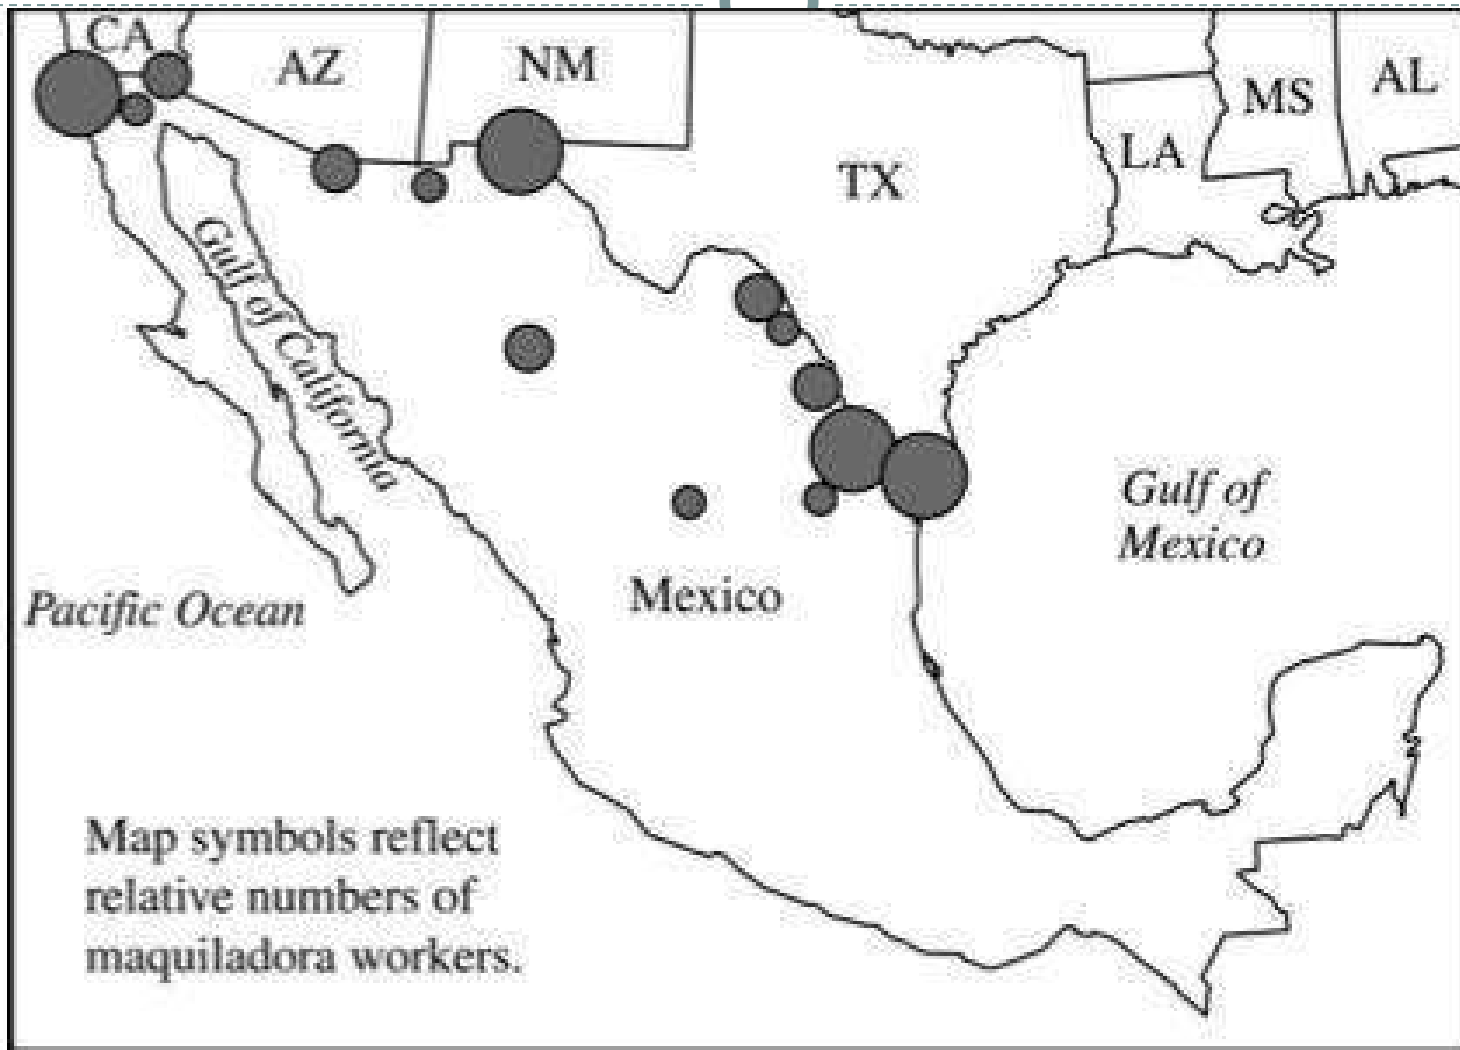 CA
AZ
NM
TX
LA
MS
AL
Gulf of California
Gulf of
Mexico
Mexico
Pacific Ocean
Map symbols reflect
relative numbers of
maquiladora workers.